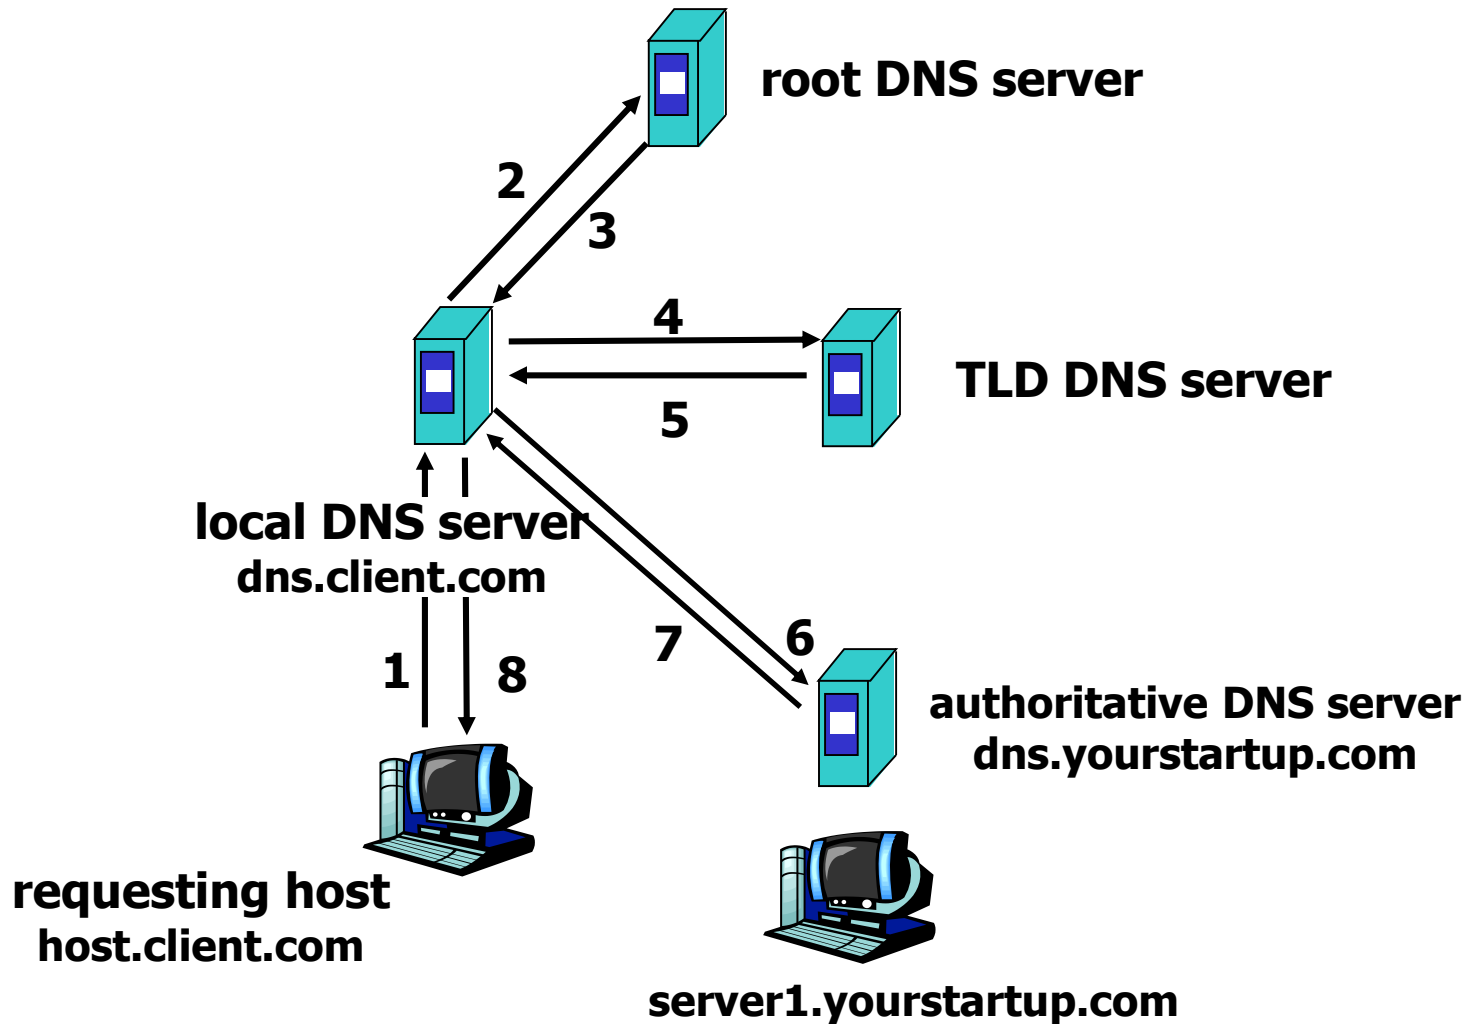 root DNS server
2
3
4
TLD DNS server
5
local DNS server
dns.client.com
1
8
7
6
authoritative DNS server
dns.yourstartup.com
requesting host
host.client.com
server1.yourstartup.com